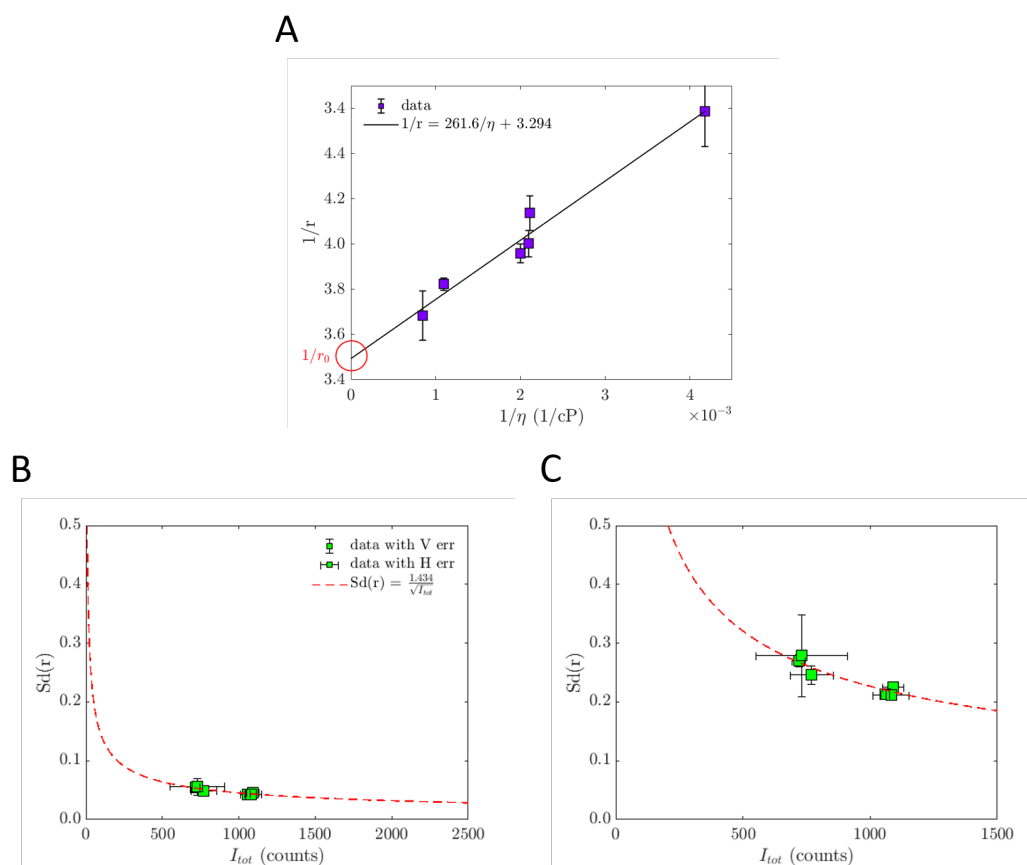 A
data
1/r = 261.6/η + 3.294
3.4
4.4
4.2
4.0
3.8
3.6
3.4
1/r
1/r₀
0 1 2 3 4
×10⁻³
1/η (1/cP)
B
data with V err
data with H err
Sd(r) = 1.434/√I_tot
0.5
0.4
0.3
0.2
0.1
0.0
Sd(r)
0 500 1000 1500 2000 2500
I_tot (counts)
C
0.5
0.4
0.3
0.2
0.1
0.0
Sd(r)
0 500 1000 1500
I_tot (counts)